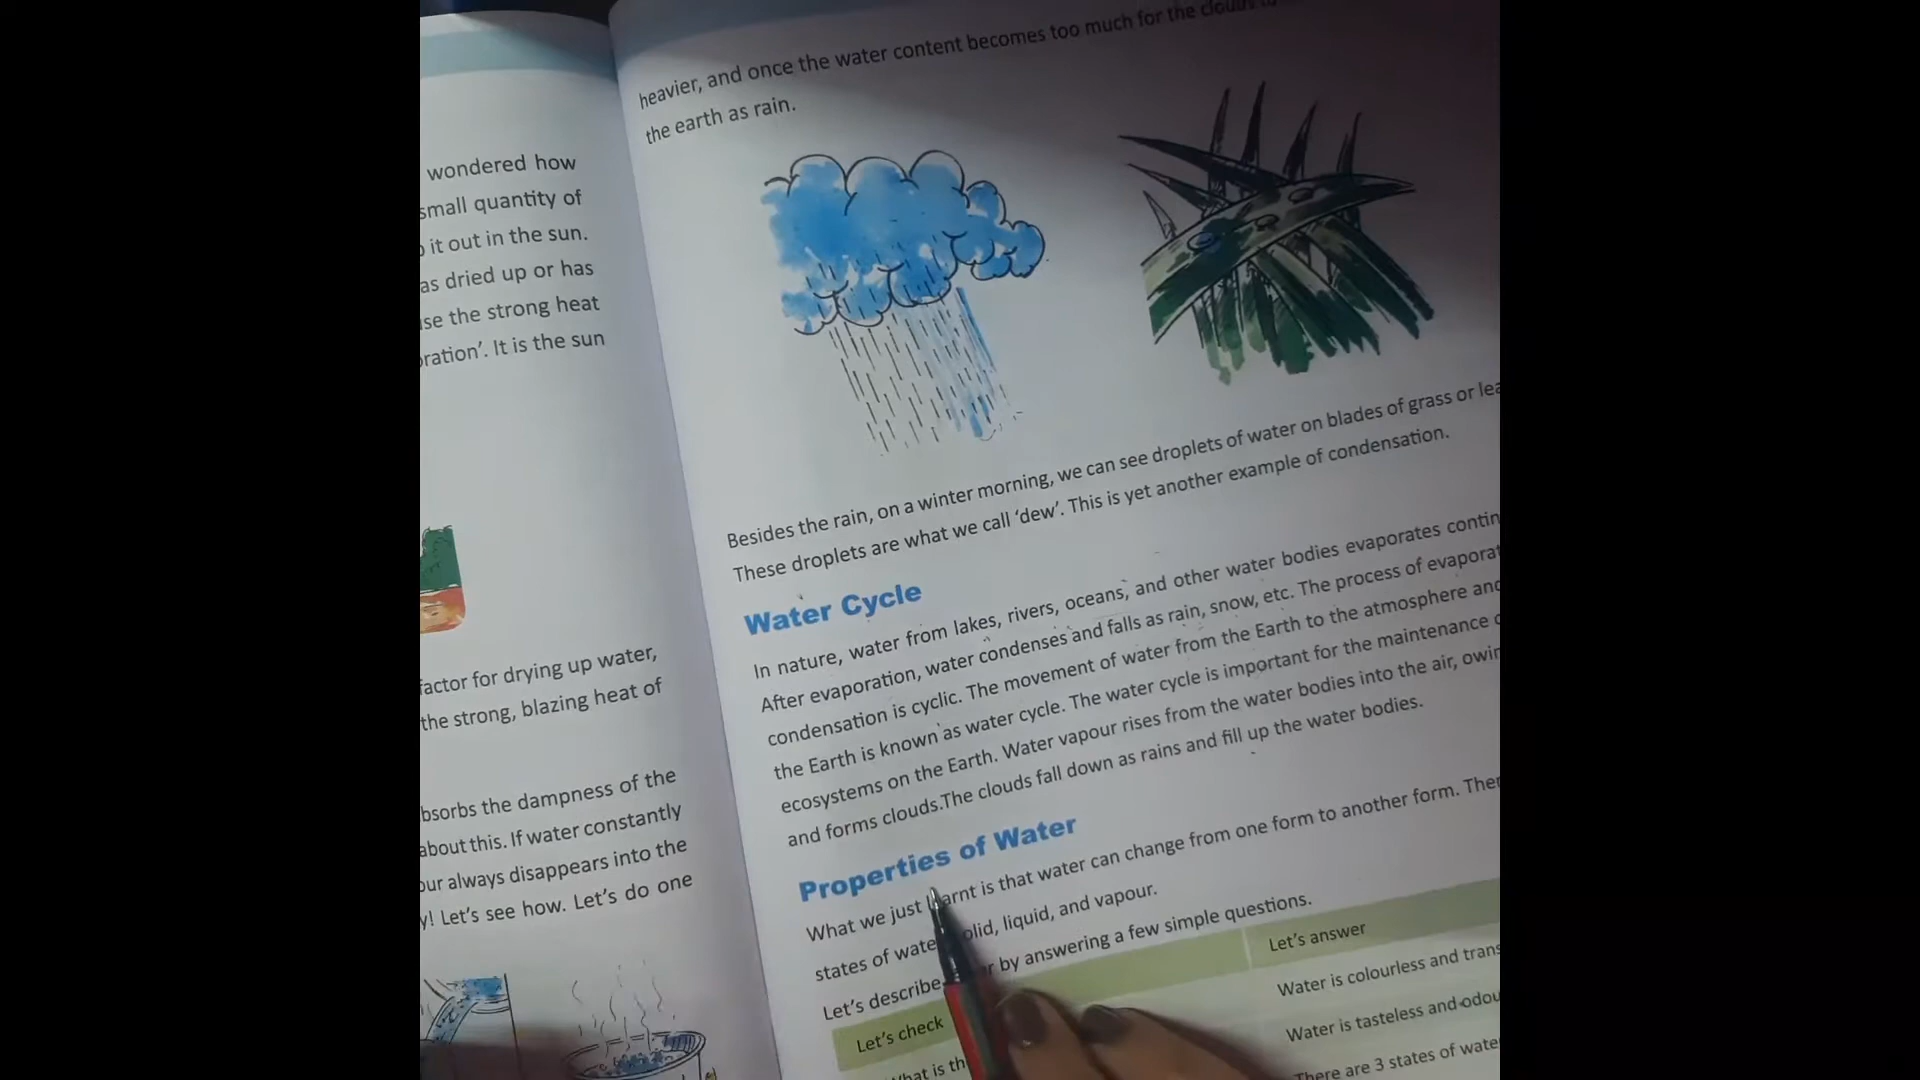 wondered how
small quantity of
it out in the sun.
as dried up or has
the strong heat
. It is the sun
factor for drying up water,
the strong, blazing heat of
the dampness of the
about this. If water constantly
always disappears into the
! Let's see how. Let's do one
heavier, and once the water content becomes too much for the clouds
the earth as rain.
Besides the rain, on a winter morning, we can see droplets of water on blades of grass or
These droplets are what we call 'dew'. This is yet another example of condensation.
Water Cycle
In nature, water from lakes, rivers, oceans, and other water bodies evaporates
After evaporation, water condenses and falls as rain, snow, etc. The process of
condensation is cyclic. The movement of water from the Earth to the atmosphere and
the Earth is known as water cycle. The water cycle is important for the maintenance
ecosystems on the Earth. Water vapour rises from the water bodies into the air,
and forms clouds.The clouds fall down as rains and fill up the water bodies.
Properties of Water
What we just learnt is that water can change from one form to another form.
states of water solid, liquid, and vapour.
Let's describe by answering a few simple questions.
Let's check
Let's answer
What is
Water is colourless and
Water is tasteless and
There are 3 states of